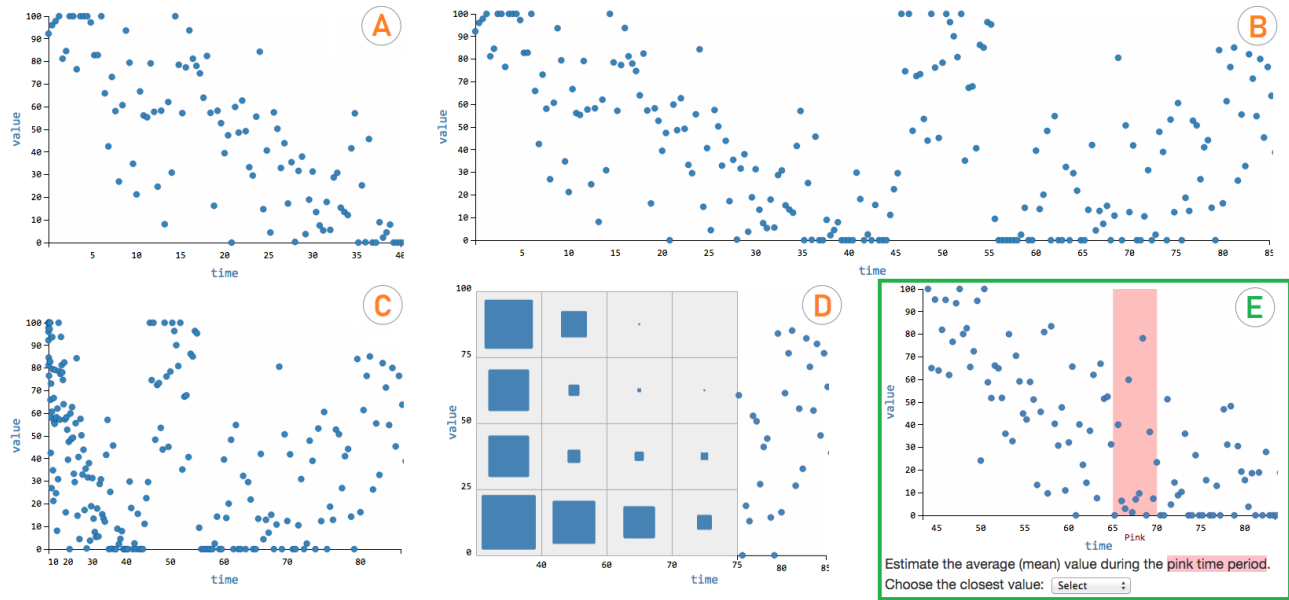 A
100
90
80
70
60
50
40
30
20
10
0
value
5 10 15 20 25 30 35 40
time
B
100
90
80
70
60
50
40
30
20
10
0
value
5 10 15 20 25 30 35 40 45 50 55 60 65 70 75 80 85
time
C
100
90
80
70
60
50
40
30
20
10
0
value
10 20 30 40 50 60 70 80
time
D
100
75
50
25
0
value
40 55 70 75 80 85
time
E
100
90
80
70
60
50
40
30
20
10
0
value
45 50 55 60 65 70 75 80
Pink
time
Estimate the average (mean) value during the pink time period.
Choose the closest value: Select